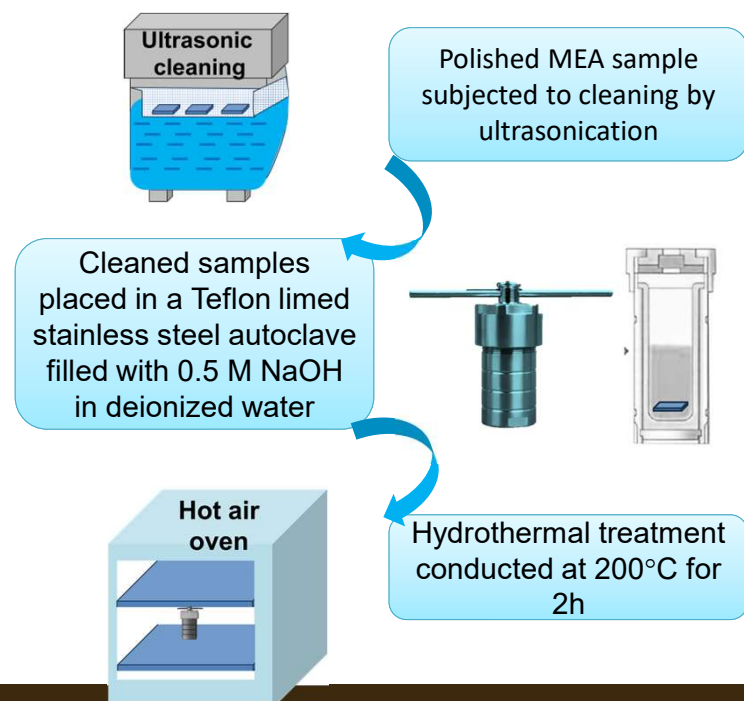 Ultrasonic
cleaning
Polished MEA sample
subjected to cleaning by
ultrasonication
Cleaned samples
placed in a Teflon limed
stainless steel autoclave
filled with 0.5 M NaOH
in deionized water
Hot air
oven
Hydrothermal treatment
conducted at 200°C for
2h